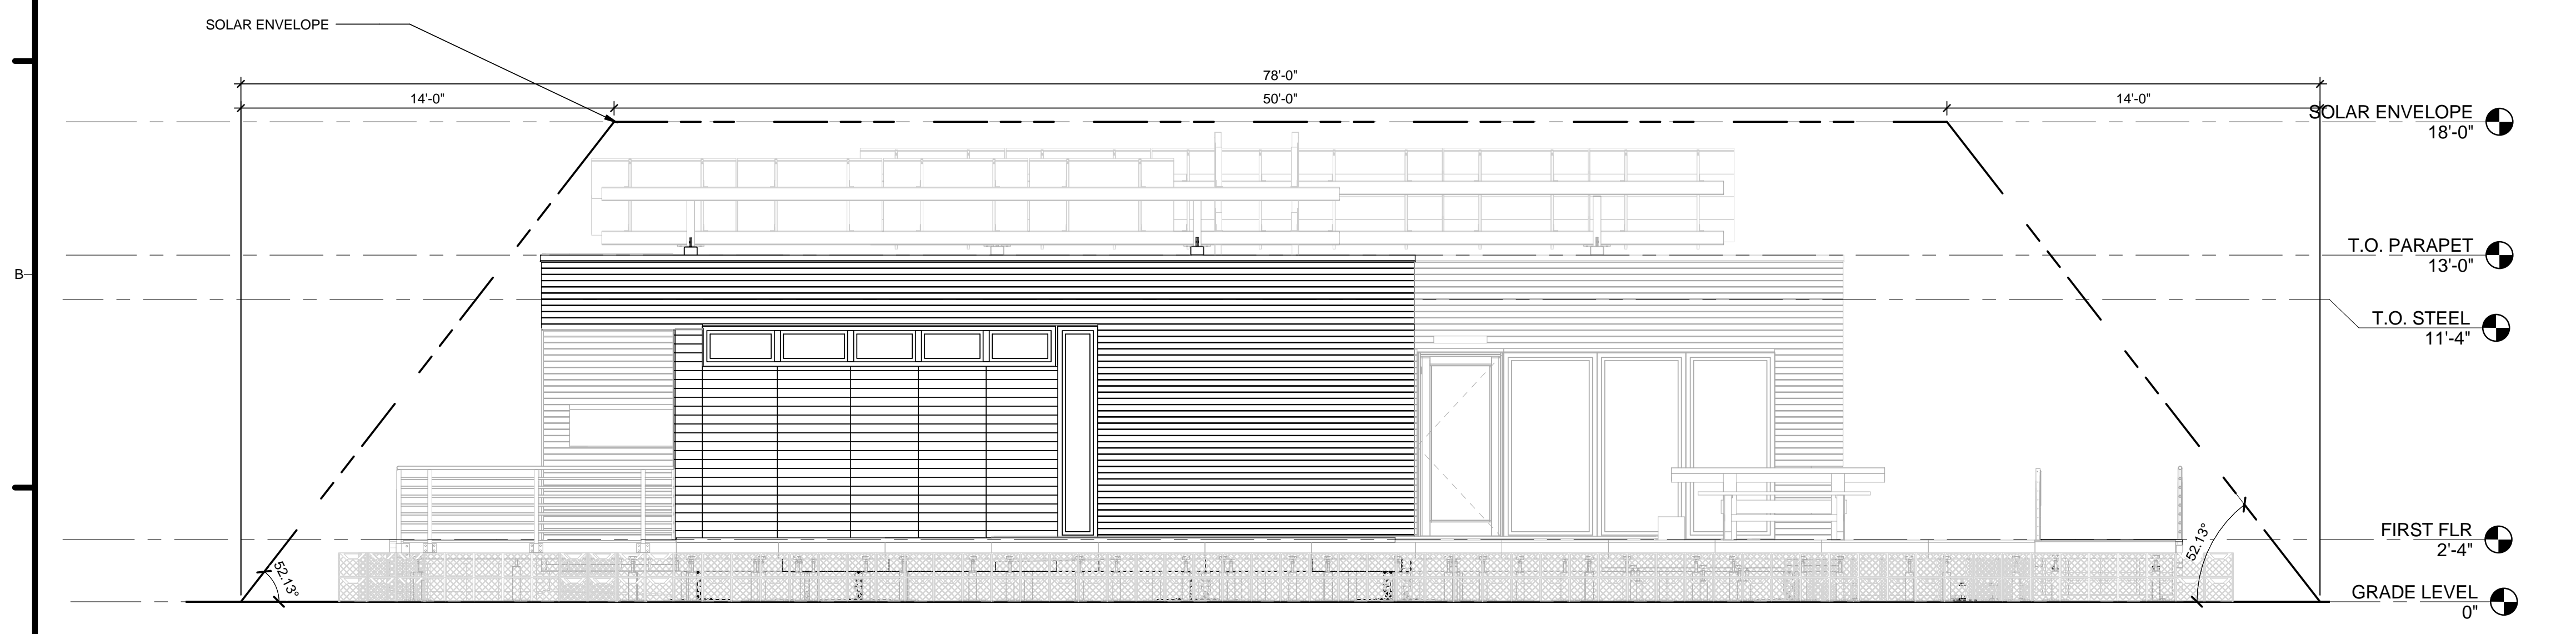 SOLAR ENVELOPE
78'-0"
14'-0"
50'-0"
14'-0"
SOLAR ENVELOPE
18'-0"
T.O. PARAPET
13'-0"
B
T.O. STEEL
11'-4"
FIRST FLR
2'-4"
52.13°
52.13°
GRADE LEVEL
0"